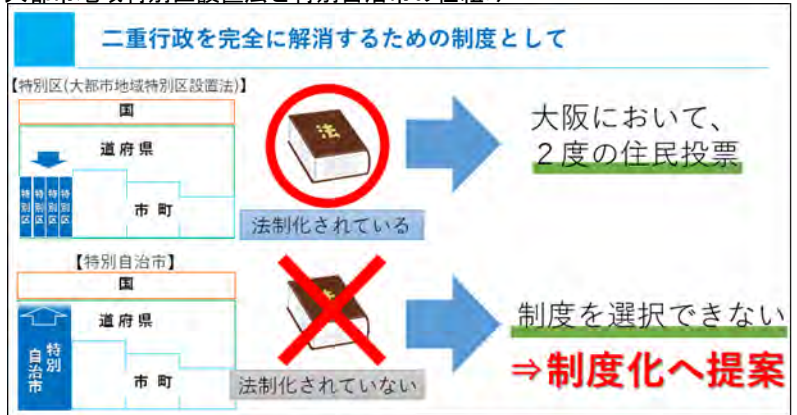 二重行政を完全に解消するための制度として
【特別区(大都市地域特別区設置法)】
国
道府県
特別区
特別区
特別区
特別区
市 町
法
法制化されている
大阪において、
２度の住民投票
【特別自治市】
国
道府県
特別
自治市
市 町
法制化されていない
制度を選択できない
⇒制度化へ提案